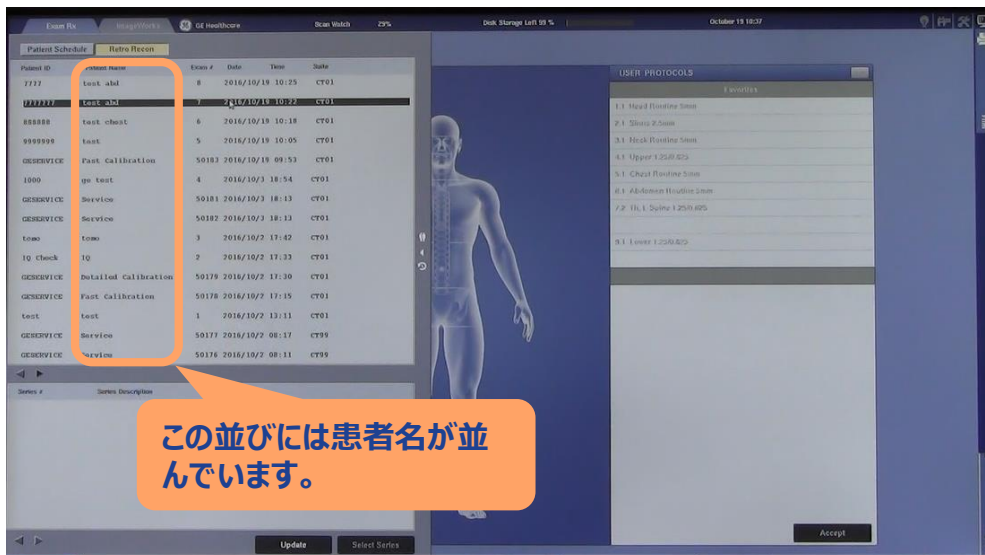 Exam Rx ImageWorks GE Healthcare Scan Watch 29% Disk Storage Left 99 % October 19 10:37
Patient Schedule Retro Recon
Patient ID Patient Name Exam # Date Time Suite
7777 test abd 8 2016/10/19 10:25 CT01
7777777 test abd 7 2016/10/19 10:22 CT01
888888 test chest 6 2016/10/19 10:18 CT01
9999999 test 5 2016/10/19 10:05 CT01
GESERVICE Fast Calibration 50183 2016/10/19 09:53 CT01
1000 ge test 4 2016/10/3 18:54 CT01
GESERVICE Service 50181 2016/10/3 18:13 CT01
GESERVICE Service 50182 2016/10/3 18:13 CT01
tomo tomo 3 2016/10/2 17:42 CT01
IQ Check IQ 2 2016/10/2 17:33 CT01
GESERVICE Detailed Calibration 50179 2016/10/2 17:30 CT01
GESERVICE Fast Calibration 50178 2016/10/2 17:15 CT01
test test 1 2016/10/2 13:11 CT01
GESERVICE Service 50177 2016/10/2 08:17 CT99
GESERVICE Service 50176 2016/10/2 08:11 CT99
Series # Series Description
この並びには患者名が並
んでいます。
Update Select Series
USER PROTOCOLS
Favorites
1.1 Head Routine 5mm
2.1 Sinus 2.5mm
3.1 Neck Routine 5mm
4.1 Upper 1.25/0.625
5.1 Chest Routine 5mm
6.1 Abdomen Routine 5mm
7.2 Th, L Spine 1.25/0.625
8.1 Lower 1.25/0.625
Accept